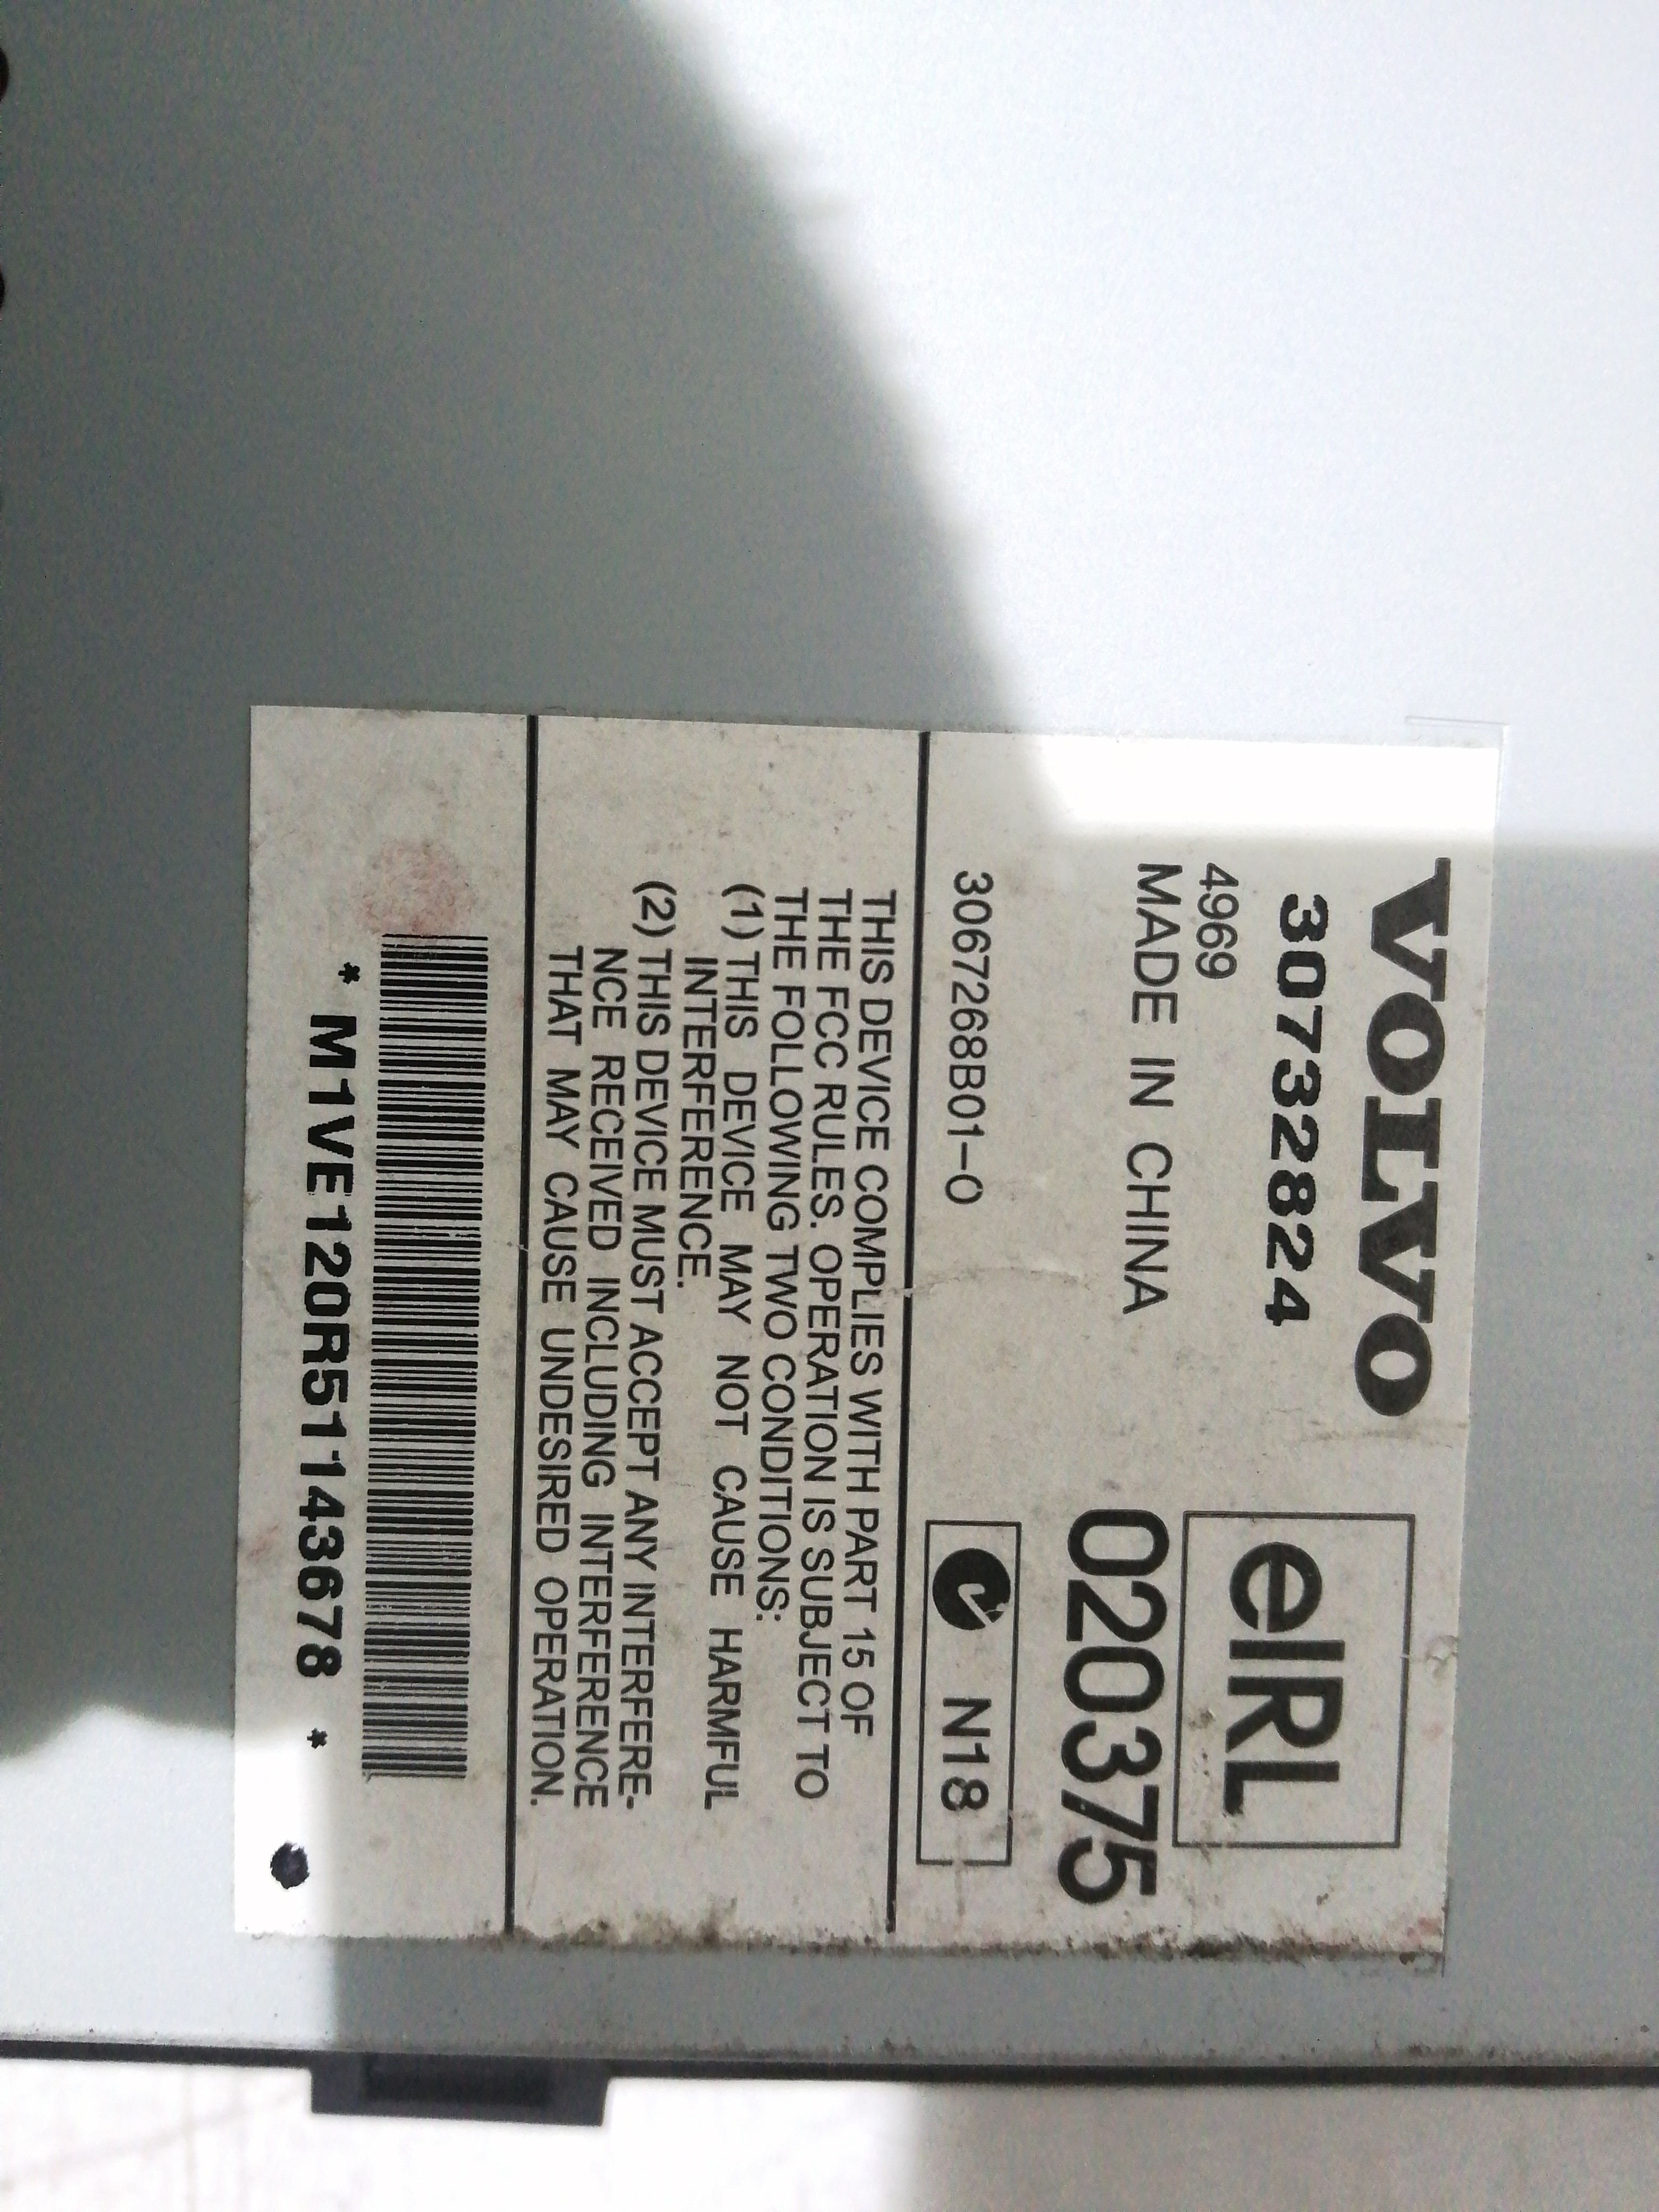 VOLVO
30732824
4969
MADE IN CHINA
eIRL
020375
3067268B01-0
N18
THIS DEVICE COMPLIES WITH PART 15 OF
THE FCC RULES. OPERATION IS SUBJECT TO
THE FOLLOWING TWO CONDITIONS:
(1) THIS DEVICE MAY NOT CAUSE HARMFUL
INTERFERENCE.
(2) THIS DEVICE MUST ACCEPT ANY INTERFERE-
NCE RECEIVED INCLUDING INTERFERENCE
THAT MAY CAUSE UNDESIRED OPERATION.
* M1VE120R51143678 *